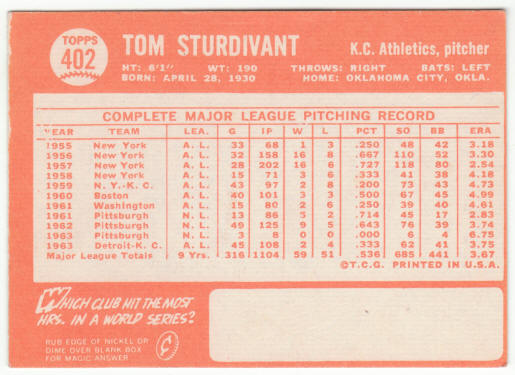 TOPPS
402
TOM STURDIVANT
K.C. Athletics, pitcher
HT: 6'1" WT: 190 THROWS: RIGHT BATS: LEFT
BORN: APRIL 28, 1930 HOME: OKLAHOMA CITY, OKLA.
COMPLETE MAJOR LEAGUE PITCHING RECORD
YEAR TEAM LEA. G IP W L PCT SO BB ERA
1955 New York A.L. 33 68 1 3 .250 48 42 3.18
1956 New York A.L. 32 158 16 8 .667 110 52 3.30
1957 New York A.L. 28 202 16 6 .727 118 80 2.54
1958 New York A.L. 15 71 3 6 .333 41 38 4.18
1959 N.Y.-K.C. A.L. 43 97 2 8 .200 73 43 4.73
1960 Boston A.L. 40 101 3 3 .500 67 45 4.99
1961 Washington A.L. 15 80 2 6 .250 39 40 4.61
1961 Pittsburgh N.L. 13 86 5 2 .714 45 17 2.83
1962 Pittsburgh N.L. 49 125 9 5 .643 76 39 3.74
1963 Pittsburgh N.L. 3 8 0 0 .000 6 4 6.75
1963 Detroit-K.C. A.L. 45 108 2 4 .333 62 41 3.75
Major League Totals 9 Yrs. 316 1104 59 51 .536 685 441 3.67
©T.C.G. PRINTED IN U.S.A.
WHICH CLUB HIT THE MOST
HRS. IN A WORLD SERIES?
RUB EDGE OF NICKEL OR
DIME OVER BLANK BOX
FOR MAGIC ANSWER